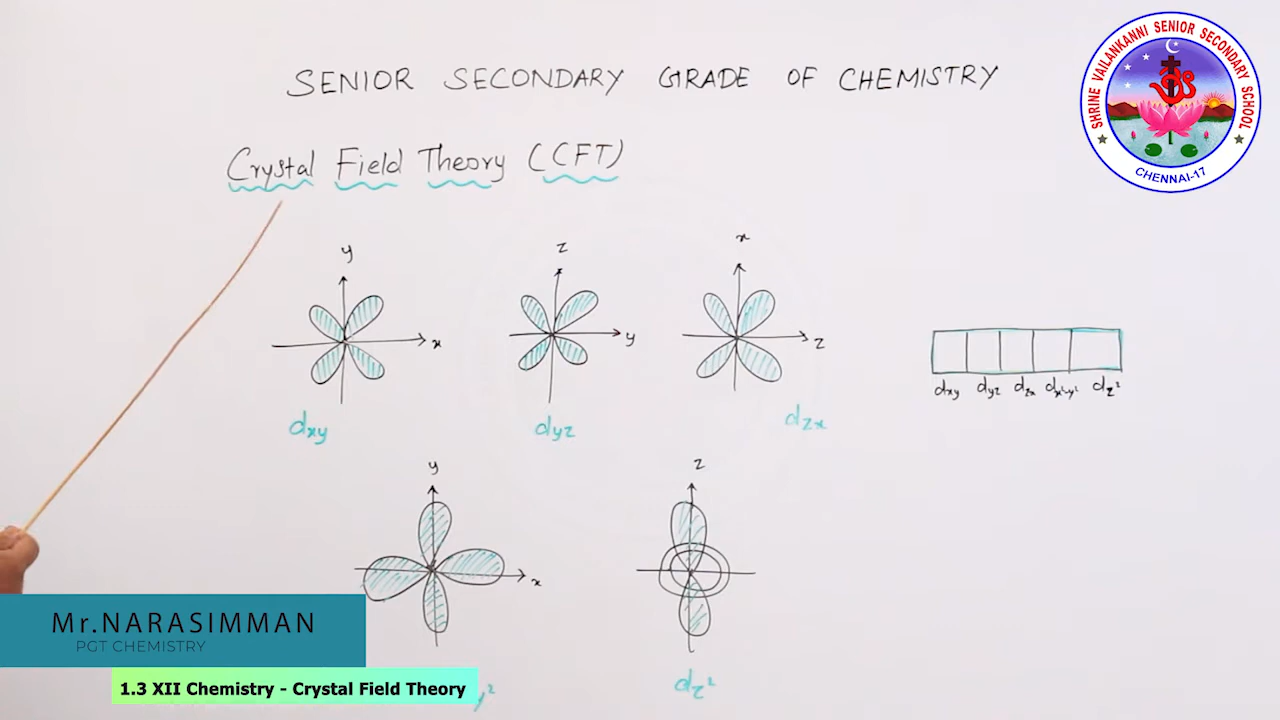 SENIOR SECONDARY GRADE OF CHEMISTRY
SHRINE VAILANKANNI SENIOR SECONDARY SCHOOL
CHENNAI-17
Crystal Field Theory (CFT)
y
x
dxy
z
y
dyz
x
z
dzx
dxy dyz dzx dx²-y² dz²
y
x
y²
z
dz²
Mr.NARASIMMAN
PGT CHEMISTRY
1.3 XII Chemistry - Crystal Field Theory